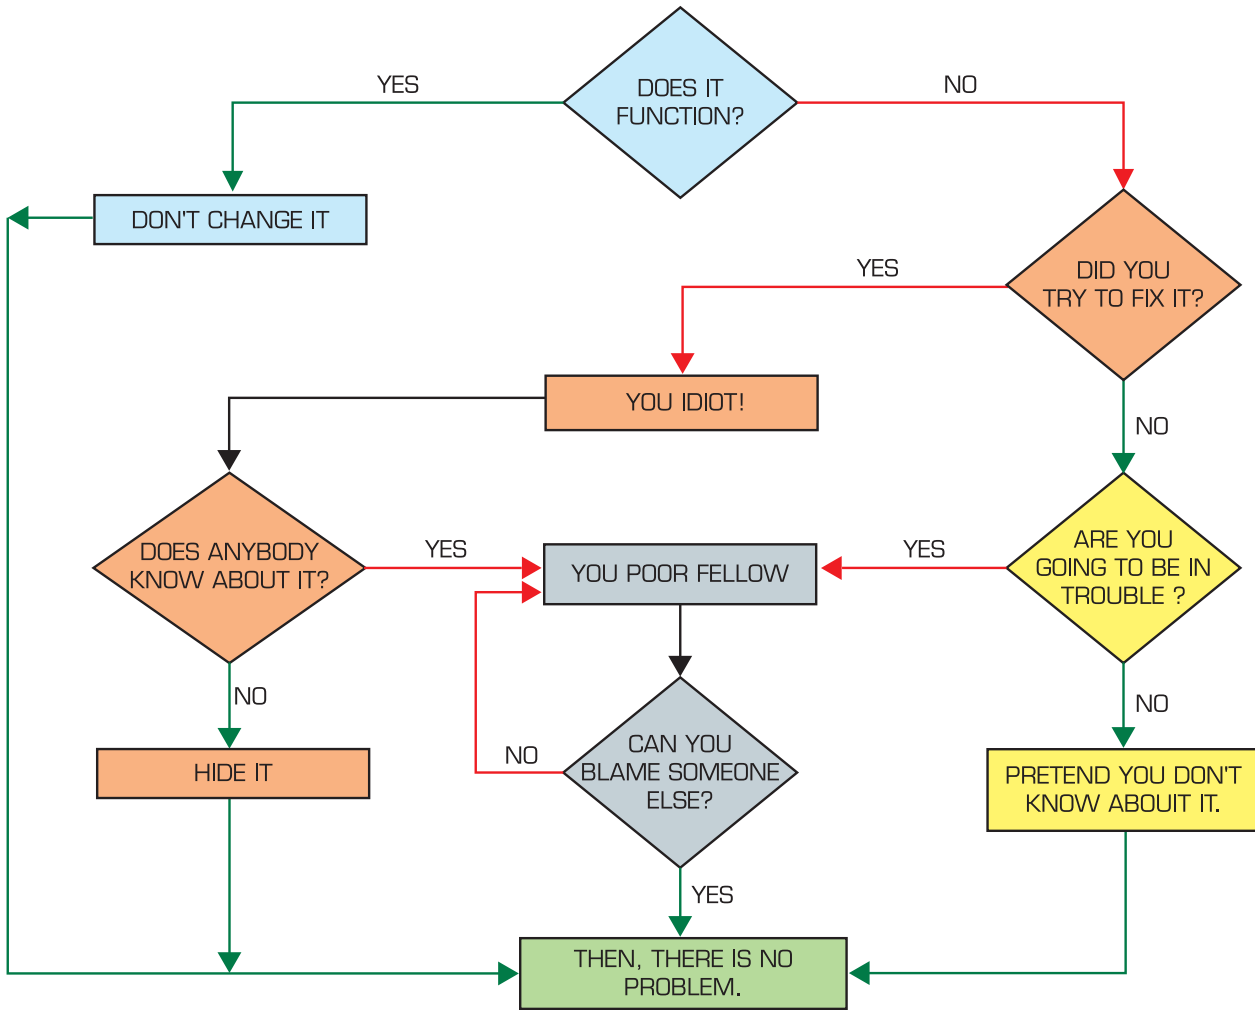 DOES IT
FUNCTION?
YES
NO
DON'T CHANGE IT
DID YOU
TRY TO FIX IT?
YES
YOU IDIOT!
NO
DOES ANYBODY
KNOW ABOUT IT?
YES
YOU POOR FELLOW
YES
ARE YOU
GOING TO BE IN
TROUBLE ?
NO
NO
HIDE IT
NO
CAN YOU
BLAME SOMEONE
ELSE?
PRETEND YOU DON'T
KNOW ABOUIT IT.
YES
THEN, THERE IS NO
PROBLEM.